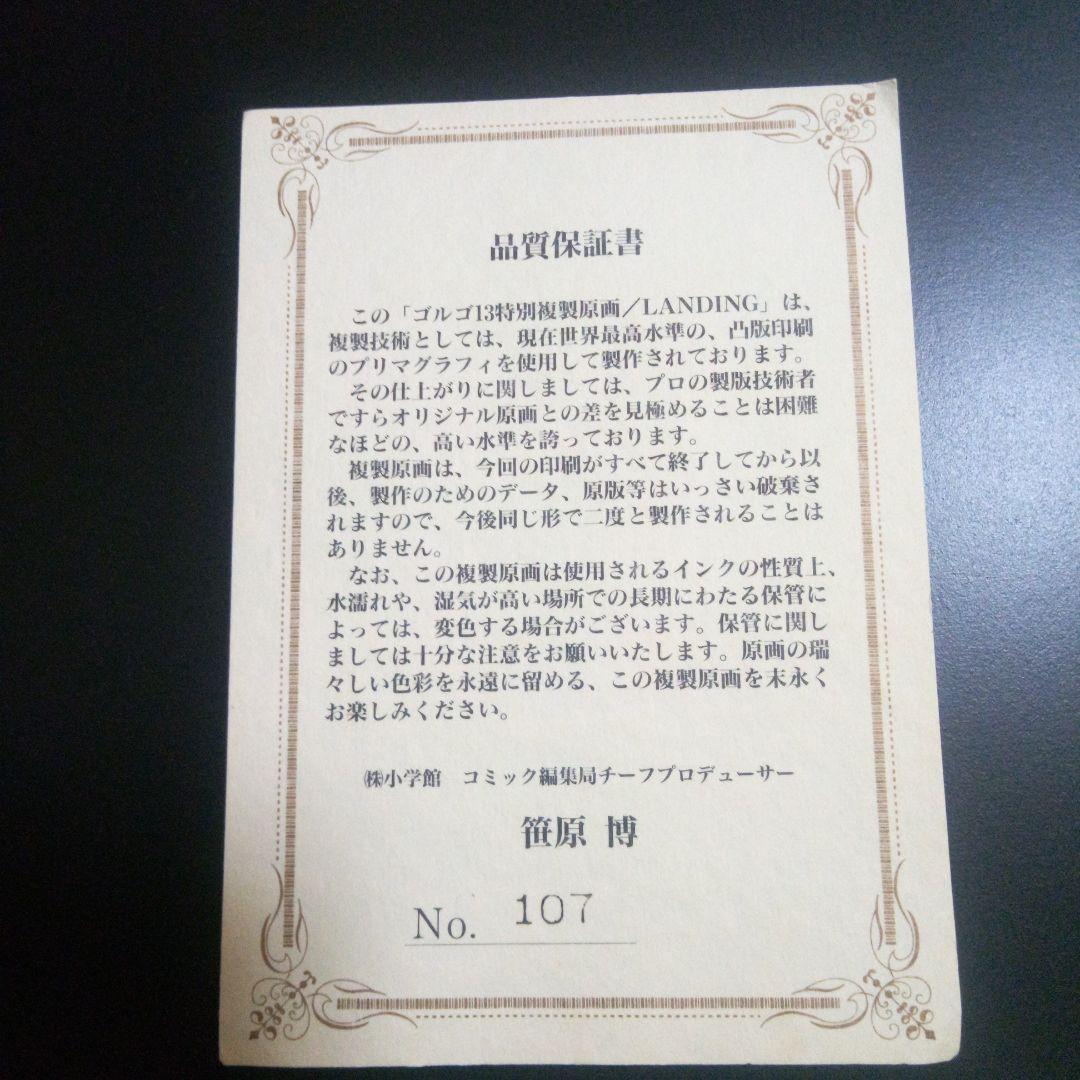 品質保証書
この「ゴルゴ13特別複製原画／LANDING」は、
複製技術としては、現在世界最高水準の、凸版印刷
のプリマグラフィを使用して製作されております。
その仕上がりに関しましては、プロの製版技術者
ですらオリジナル原画との差を見極めることは困難
なほどの、高い水準を誇っております。
複製原画は、今回の印刷がすべて終了してから以
後、製作のためのデータ、原版等はいっさい破棄さ
れますので、今後同じ形で二度と製作されることは
ありません。
なお、この複製原画は使用されるインクの性質上、
水濡れや、湿気が高い場所での長期にわたる保管に
よっては、変色する場合がございます。保管に関し
ましては十分な注意をお願いいたします。原画の瑞
々しい色彩を永遠に留める、この複製原画を末永く
お楽しみください。
㈱小学館　コミック編集局チーフプロデューサー
笹原 博
No. 107